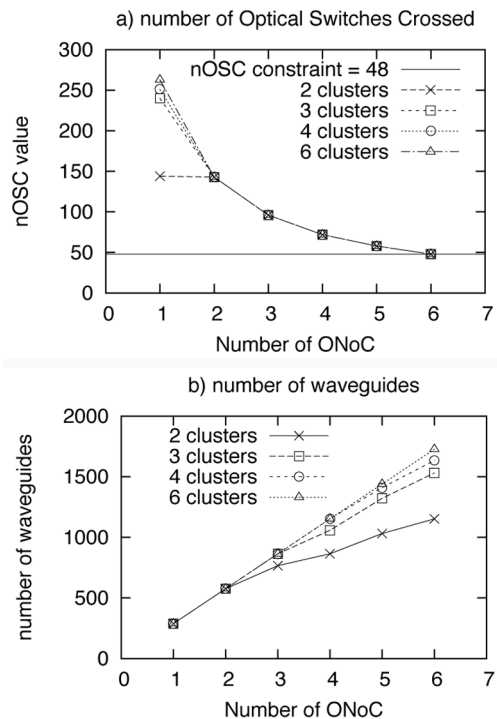 a) number of Optical Switches Crossed
nOSC value
300
250
200
150
100
50
0
nOSC constraint = 48
2 clusters
3 clusters
4 clusters
6 clusters
0 1 2 3 4 5 6 7
Number of ONoC
b) number of waveguides
number of waveguides
2000
1500
1000
500
0
2 clusters
3 clusters
4 clusters
6 clusters
0 1 2 3 4 5 6 7
Number of ONoC